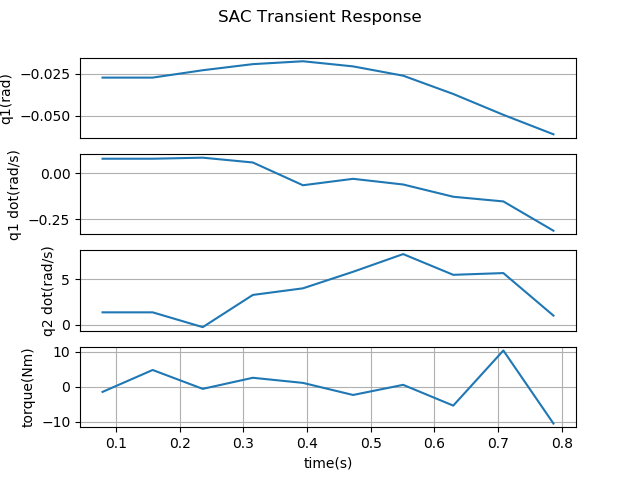 SAC Transient Response
q1(rad)
−0.025
−0.050
q1 dot(rad/s)
0.00
−0.25
q2 dot(rad/s)
5
0
torque(Nm)
10
0
−10
0.1 0.2 0.3 0.4 0.5 0.6 0.7 0.8
time(s)